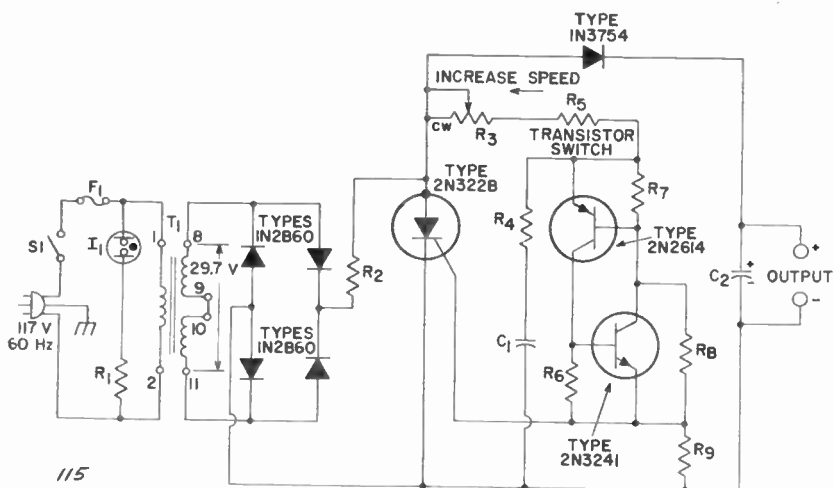 TYPE
1N3754
INCREASE SPEED
CW
R3
R5
TRANSISTOR
SWITCH
TYPE
2N3228
F1
S1
I1
T1
1
8
TYPES
1N2860
29.7 V
9
10
R2
R4
R7
TYPE
2N2614
C2
+
-
+
OUTPUT
-
117 V
60 Hz
R1
2
11
TYPES
1N2860
C1
R6
R8
TYPE
2N3241
R9
115